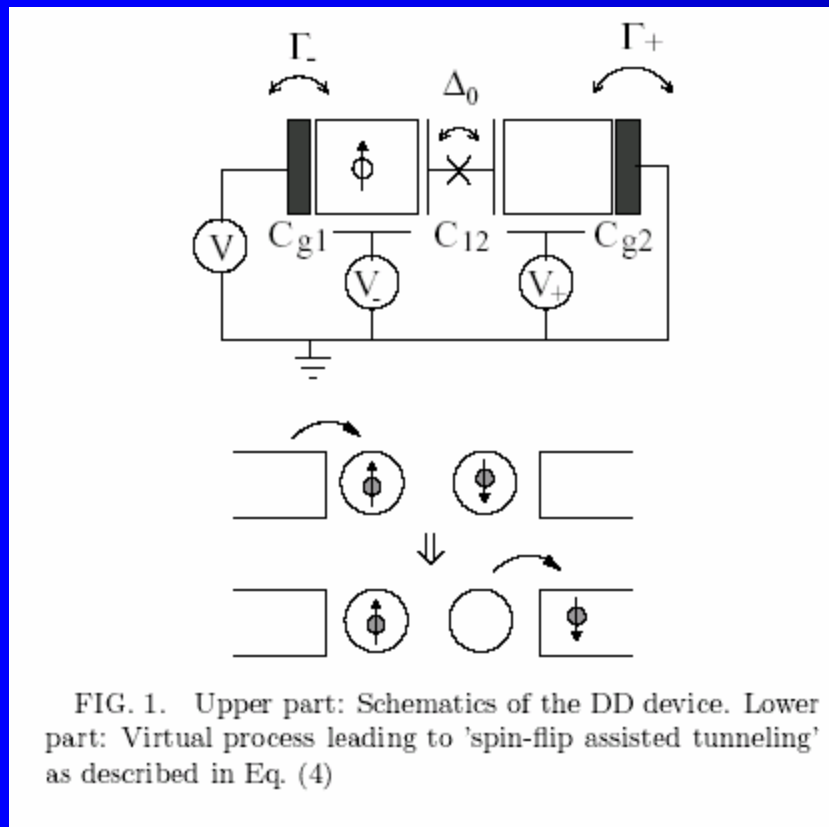 Γ- Γ+
Δ0
V Cg1 C12 Cg2
V- V+
FIG. 1. Upper part: Schematics of the DD device. Lower
part: Virtual process leading to 'spin-flip assisted tunneling'
as described in Eq. (4)